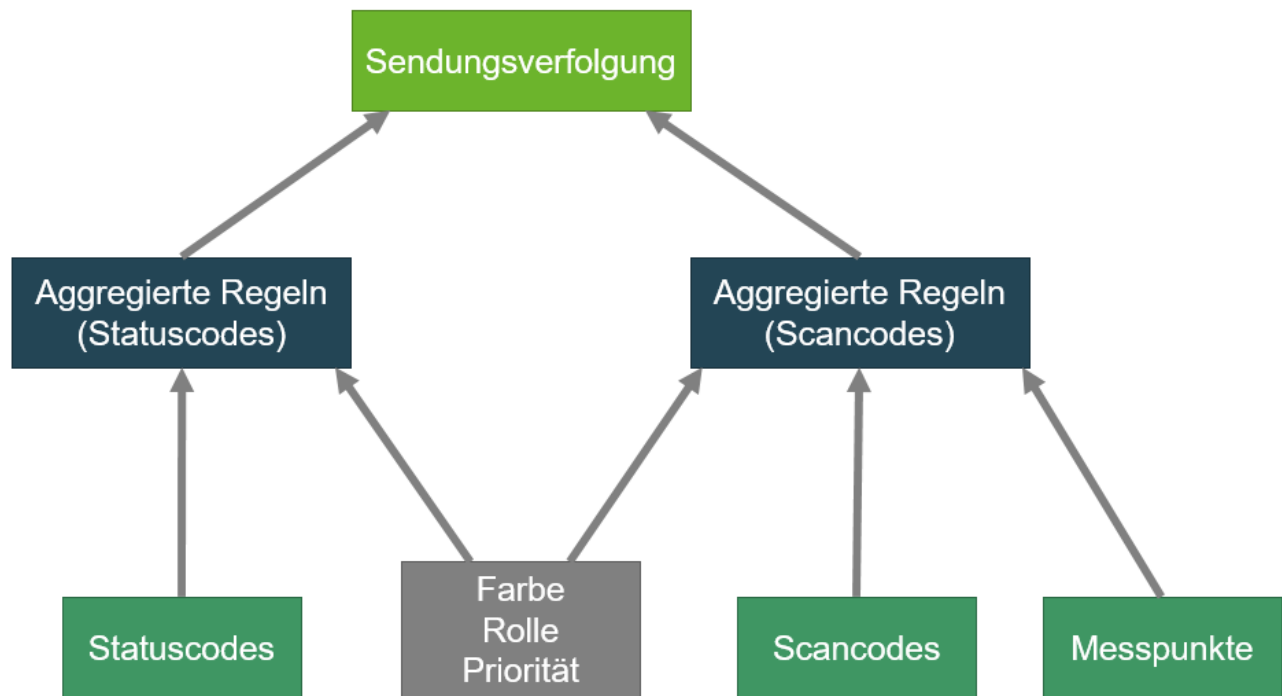 Sendungsverfolgung
Aggregierte Regeln
(Statuscodes)
Aggregierte Regeln
(Scancodes)
Statuscodes
Farbe
Rolle
Priorität
Scancodes
Messpunkte